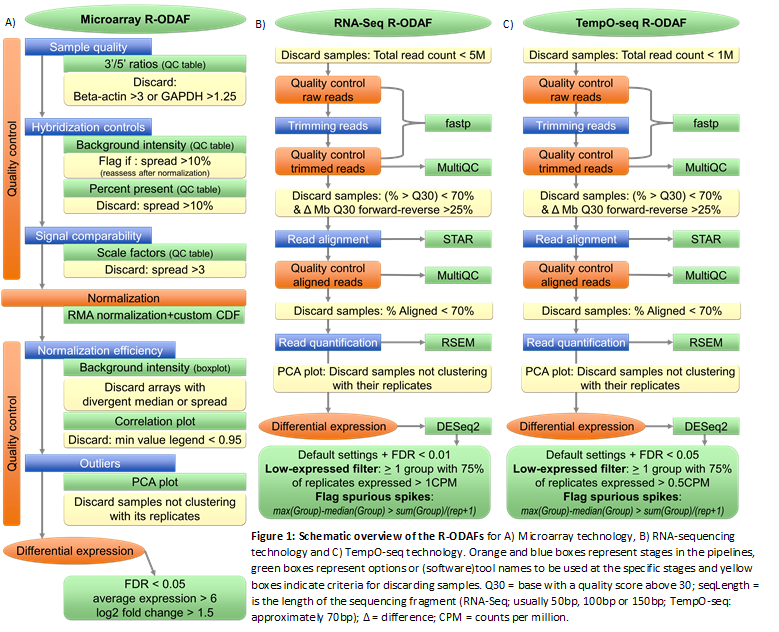 A)
Microarray R-ODAF
Quality control
Sample quality
3'/5' ratios (QC table)
Discard:
Beta-actin >3 or GAPDH >1.25
Hybridization controls
Background intensity (QC table)
Flag if : spread >10%
(reassess after normalization)
Percent present (QC table)
Discard: spread >10%
Signal comparability
Scale factors (QC table)
Discard: spread >3
Normalization
RMA normalization+custom CDF
Quality control
Normalization efficiency
Background intensity (boxplot)
Discard arrays with
divergent median or spread
Correlation plot
Discard: min value legend < 0.95
Outliers
PCA plot
Discard samples not clustering
with its replicates
Differential expression
FDR < 0.05
average expression > 6
log2 fold change > 1.5
B)
RNA-Seq R-ODAF
Discard samples: Total read count < 5M
Quality control
raw reads
Trimming reads
fastp
Quality control
trimmed reads
MultiQC
Discard samples: (% > Q30) < 70%
& Δ Mb Q30 forward-reverse >25%
Read alignment
STAR
Quality control
aligned reads
MultiQC
Discard samples: % Aligned < 70%
Read quantification
RSEM
PCA plot: Discard samples not clustering
with their replicates
Differential expression
DESeq2
Default settings + FDR < 0.01
Low-expressed filter: ≥ 1 group with 75%
of replicates expressed > 1CPM
Flag spurious spikes:
max(Group)-median(Group) > sum(Group)/(rep+1)
C)
TempO-seq R-ODAF
Discard samples: Total read count < 1M
Quality control
raw reads
Trimming reads
fastp
Quality control
trimmed reads
MultiQC
Discard samples: (% > Q30) < 70%
& Δ Mb Q30 forward-reverse >25%
Read alignment
STAR
Quality control
aligned reads
MultiQC
Discard samples: % Aligned < 70%
Read quantification
RSEM
PCA plot: Discard samples not clustering
with their replicates
Differential expression
DESeq2
Default settings + FDR < 0.05
Low-expressed filter: ≥ 1 group with 75%
of replicates expressed > 0.5CPM
Flag spurious spikes:
max(Group)-median(Group) > sum(Group)/(rep+1)
Figure 1: Schematic overview of the R-ODAFs for A) Microarray technology, B) RNA-sequencing
technology and C) TempO-seq technology. Orange and blue boxes represent stages in the pipelines,
green boxes represent options or (software)tool names to be used at the specific stages and yellow
boxes indicate criteria for discarding samples. Q30 = base with a quality score above 30; seqLength =
is the length of the sequencing fragment (RNA-Seq; usually 50bp, 100bp or 150bp; TempO-seq:
approximately 70bp); Δ = difference; CPM = counts per million.